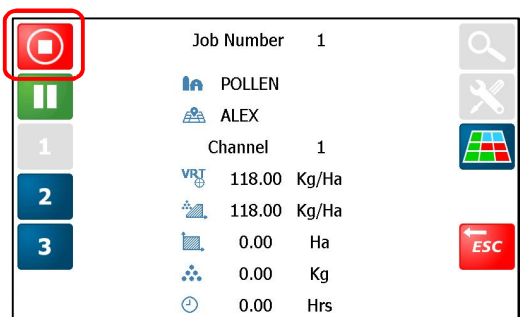 Job Number 1
POLLEN
ALEX
1
Channel 1
VRT 118.00 Kg/Ha
2
118.00 Kg/Ha
3
0.00 Ha
ESC
0.00 Kg
0.00 Hrs